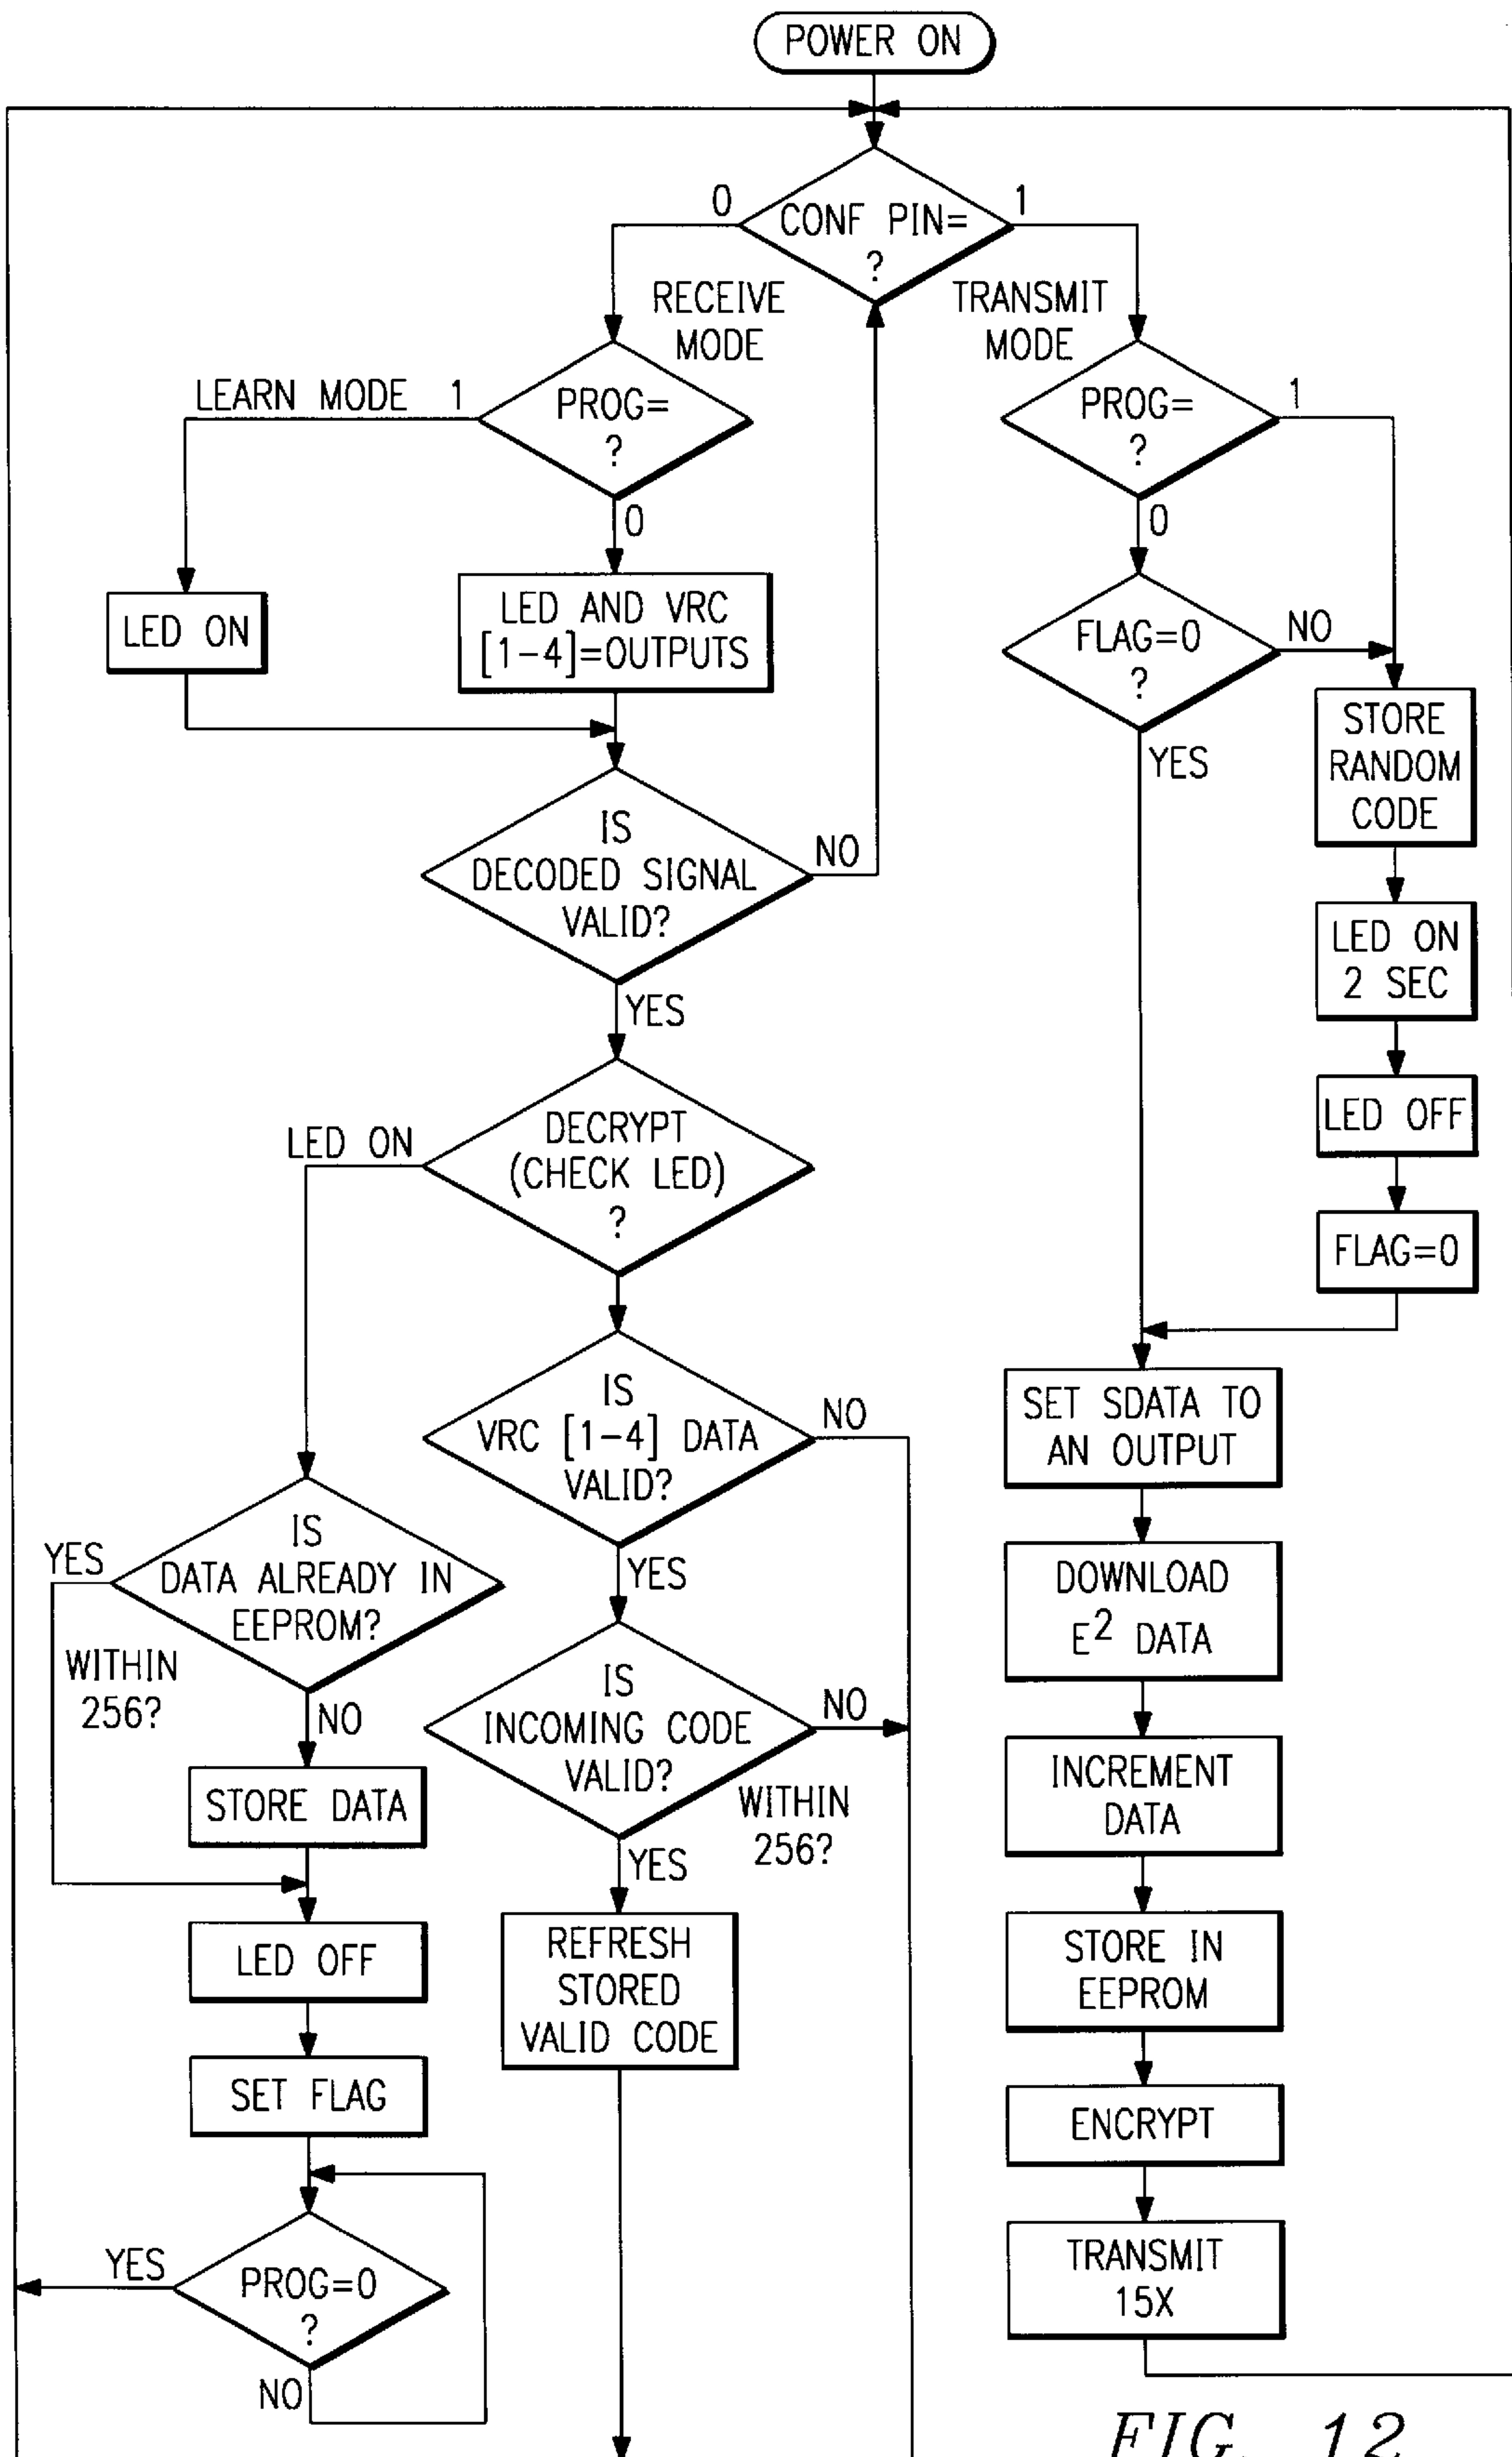 POWER ON
0
1
CONF PIN=
?
RECEIVE
MODE
TRANSMIT
MODE
LEARN MODE 1
PROG=
?
0
PROG=
?
1
0
LED ON
LED AND VRC
[1-4]=OUTPUTS
FLAG=0
?
NO
YES
STORE
RANDOM
CODE
IS
DECODED SIGNAL
VALID?
NO
YES
LED ON
2 SEC
LED OFF
FLAG=0
LED ON
DECRYPT
(CHECK LED)
?
IS
VRC [1-4] DATA
VALID?
NO
YES
SET SDATA TO
AN OUTPUT
YES
IS
DATA ALREADY IN
EEPROM?
WITHIN
256?
NO
DOWNLOAD
E² DATA
IS
INCOMING CODE
VALID?
NO
WITHIN
256?
YES
INCREMENT
DATA
STORE DATA
LED OFF
REFRESH
STORED
VALID CODE
STORE IN
EEPROM
SET FLAG
ENCRYPT
YES
PROG=0
?
NO
TRANSMIT
15X
FIG. 12